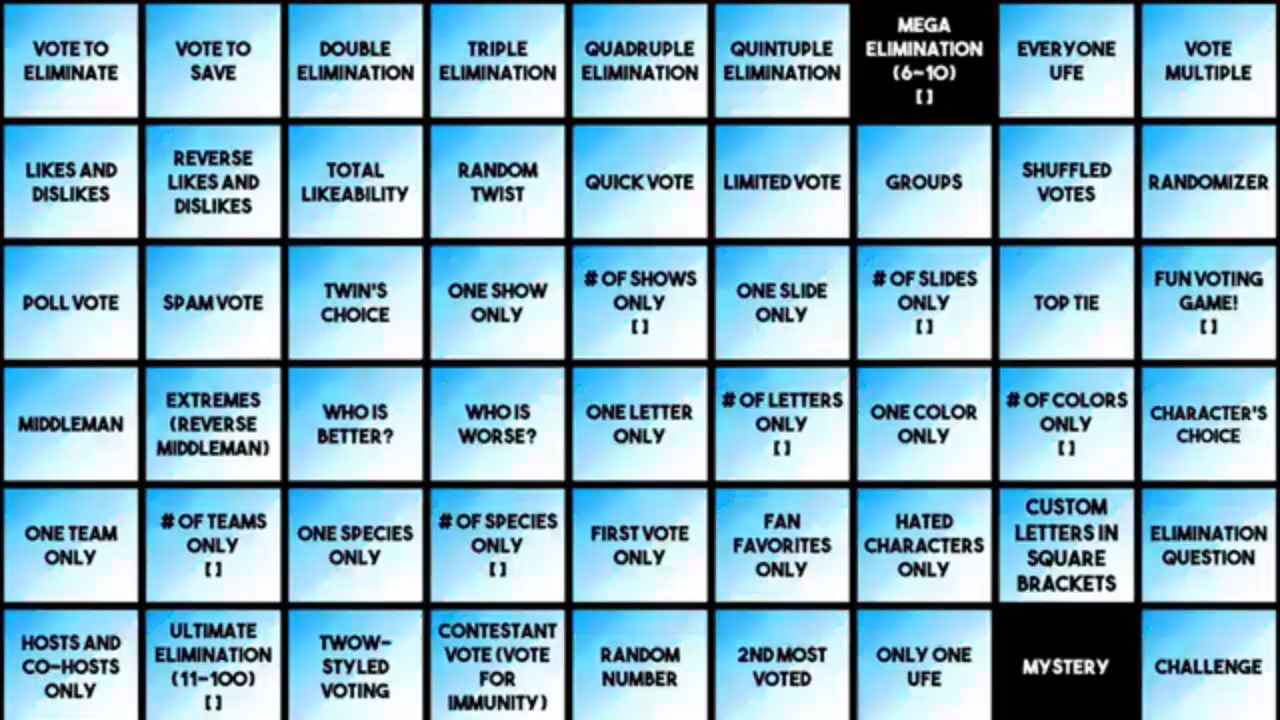 VOTE TO
ELIMINATE
VOTE TO
SAVE
DOUBLE
ELIMINATION
TRIPLE
ELIMINATION
QUADRUPLE
ELIMINATION
QUINTUPLE
ELIMINATION
MEGA
ELIMINATION
(6-10)
[ ]
EVERYONE
UFE
VOTE
MULTIPLE
LIKES AND
DISLIKES
REVERSE
LIKES AND
DISLIKES
TOTAL
LIKEABILITY
RANDOM
TWIST
QUICK VOTE
LIMITED VOTE
GROUPS
SHUFFLED
VOTES
RANDOMIZER
POLL VOTE
SPAM VOTE
TWIN'S
CHOICE
ONE SHOW
ONLY
# OF SHOWS
ONLY
[ ]
ONE SLIDE
ONLY
# OF SLIDES
ONLY
[ ]
TOP TIE
FUN VOTING
GAME!
[ ]
MIDDLEMAN
EXTREMES
(REVERSE
MIDDLEMAN)
WHO IS
BETTER?
WHO IS
WORSE?
ONE LETTER
ONLY
# OF LETTERS
ONLY
[ ]
ONE COLOR
ONLY
# OF COLORS
ONLY
[ ]
CHARACTER'S
CHOICE
ONE TEAM
ONLY
# OF TEAMS
ONLY
[ ]
ONE SPECIES
ONLY
# OF SPECIES
ONLY
[ ]
FIRST VOTE
ONLY
FAN
FAVORITES
ONLY
HATED
CHARACTERS
ONLY
CUSTOM
LETTERS IN
SQUARE
BRACKETS
ELIMINATION
QUESTION
HOSTS AND
CO-HOSTS
ONLY
ULTIMATE
ELIMINATION
(11-100)
[ ]
TWOW-
STYLED
VOTING
CONTESTANT
VOTE (VOTE
FOR
IMMUNITY)
RANDOM
NUMBER
2ND MOST
VOTED
ONLY ONE
UFE
MYSTERY
CHALLENGE